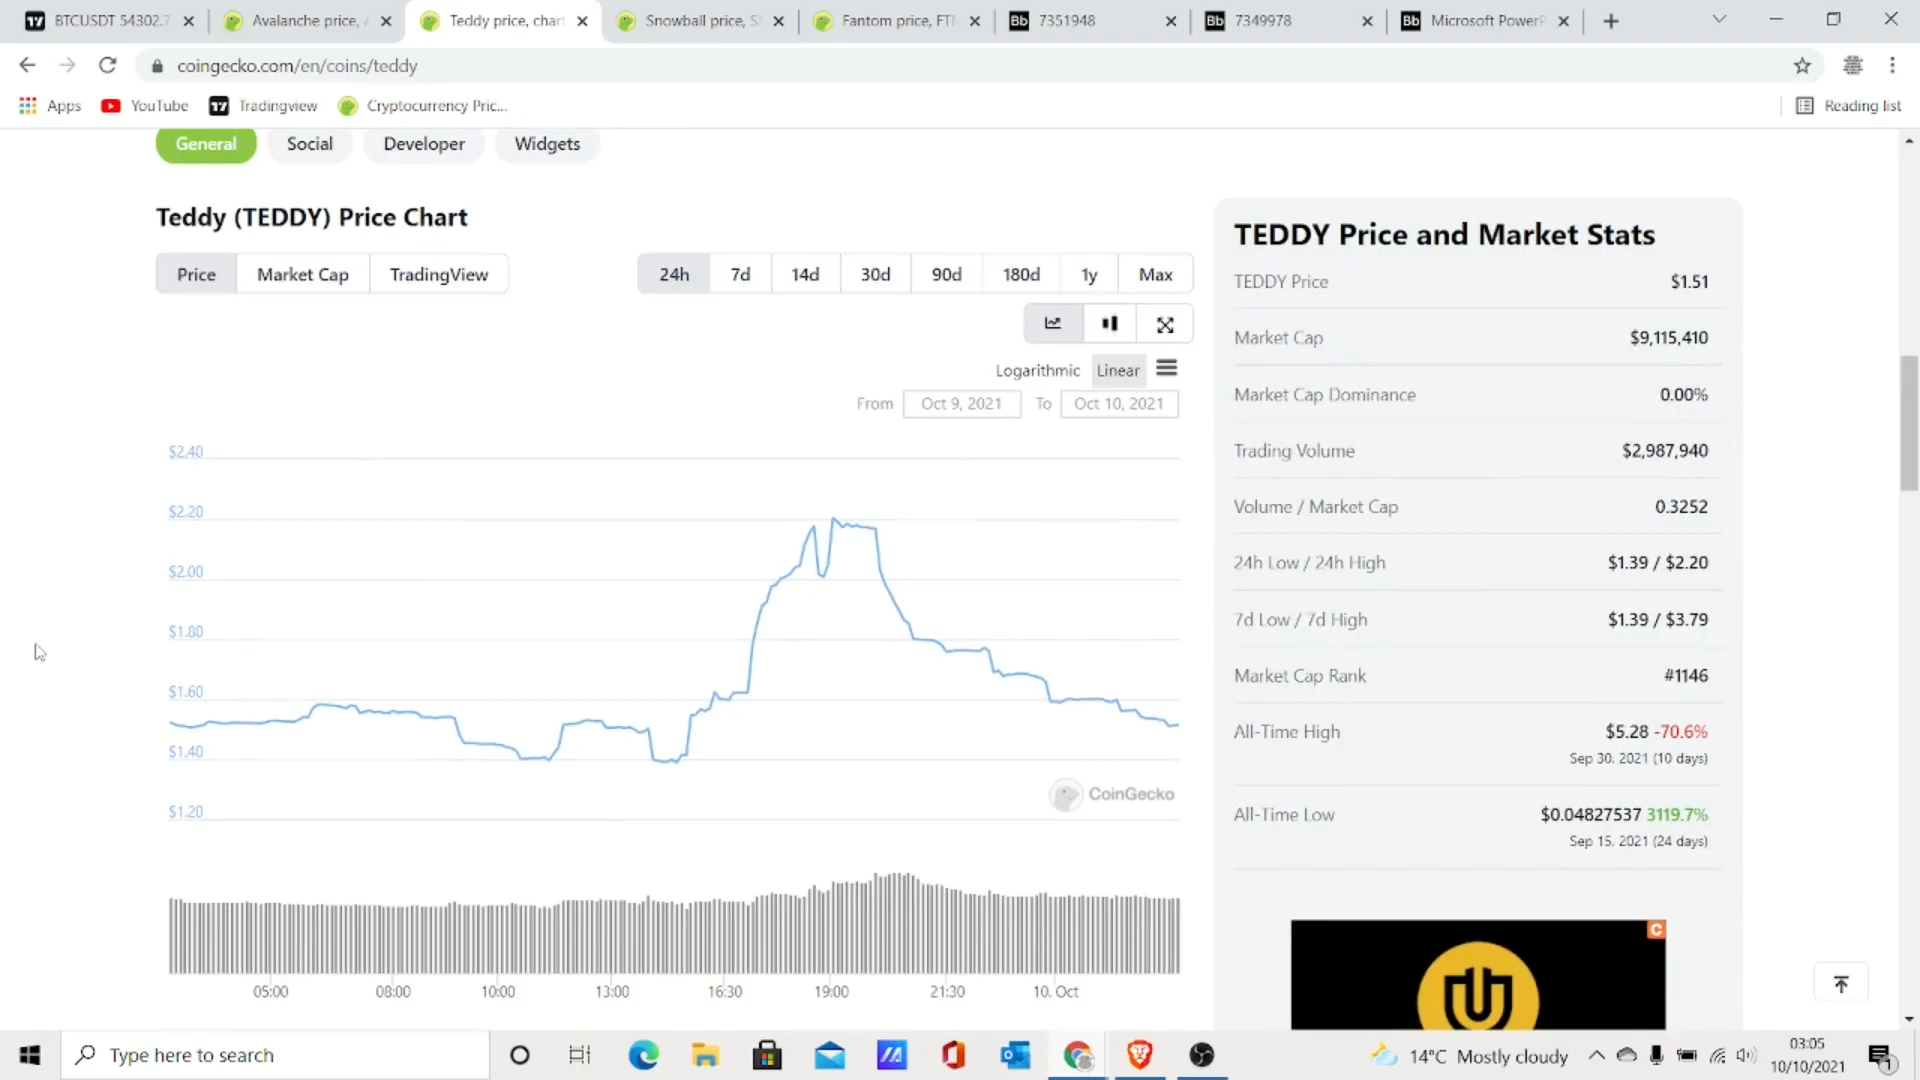 BTCUSDT 54302.7
Avalanche price, A
Teddy price, chart
Snowball price, S
Fantom price, FTM
Bb 7351948
Bb 7349978
Bb Microsoft PowerP
coingecko.com/en/coins/teddy
Apps
YouTube
Tradingview
Cryptocurrency Pric...
Reading list
General
Social
Developer
Widgets
Teddy (TEDDY) Price Chart
Price
Market Cap
TradingView
24h
7d
14d
30d
90d
180d
1y
Max
Logarithmic
Linear
From
Oct 9, 2021
To
Oct 10, 2021
$2.40
$2.20
$2.00
$1.80
$1.60
$1.40
$1.20
CoinGecko
05:00
08:00
10:00
13:00
16:30
19:00
21:30
10. Oct
TEDDY Price and Market Stats
TEDDY Price $1.51
Market Cap $9,115,410
Market Cap Dominance 0.00%
Trading Volume $2,987,940
Volume / Market Cap 0.3252
24h Low / 24h High $1.39 / $2.20
7d Low / 7d High $1.39 / $3.79
Market Cap Rank #1146
All-Time High $5.28 -70.6%
Sep 30, 2021 (10 days)
All-Time Low $0.04827537 3119.7%
Sep 15, 2021 (24 days)
Type here to search
14°C Mostly cloudy
03:05
10/10/2021
1